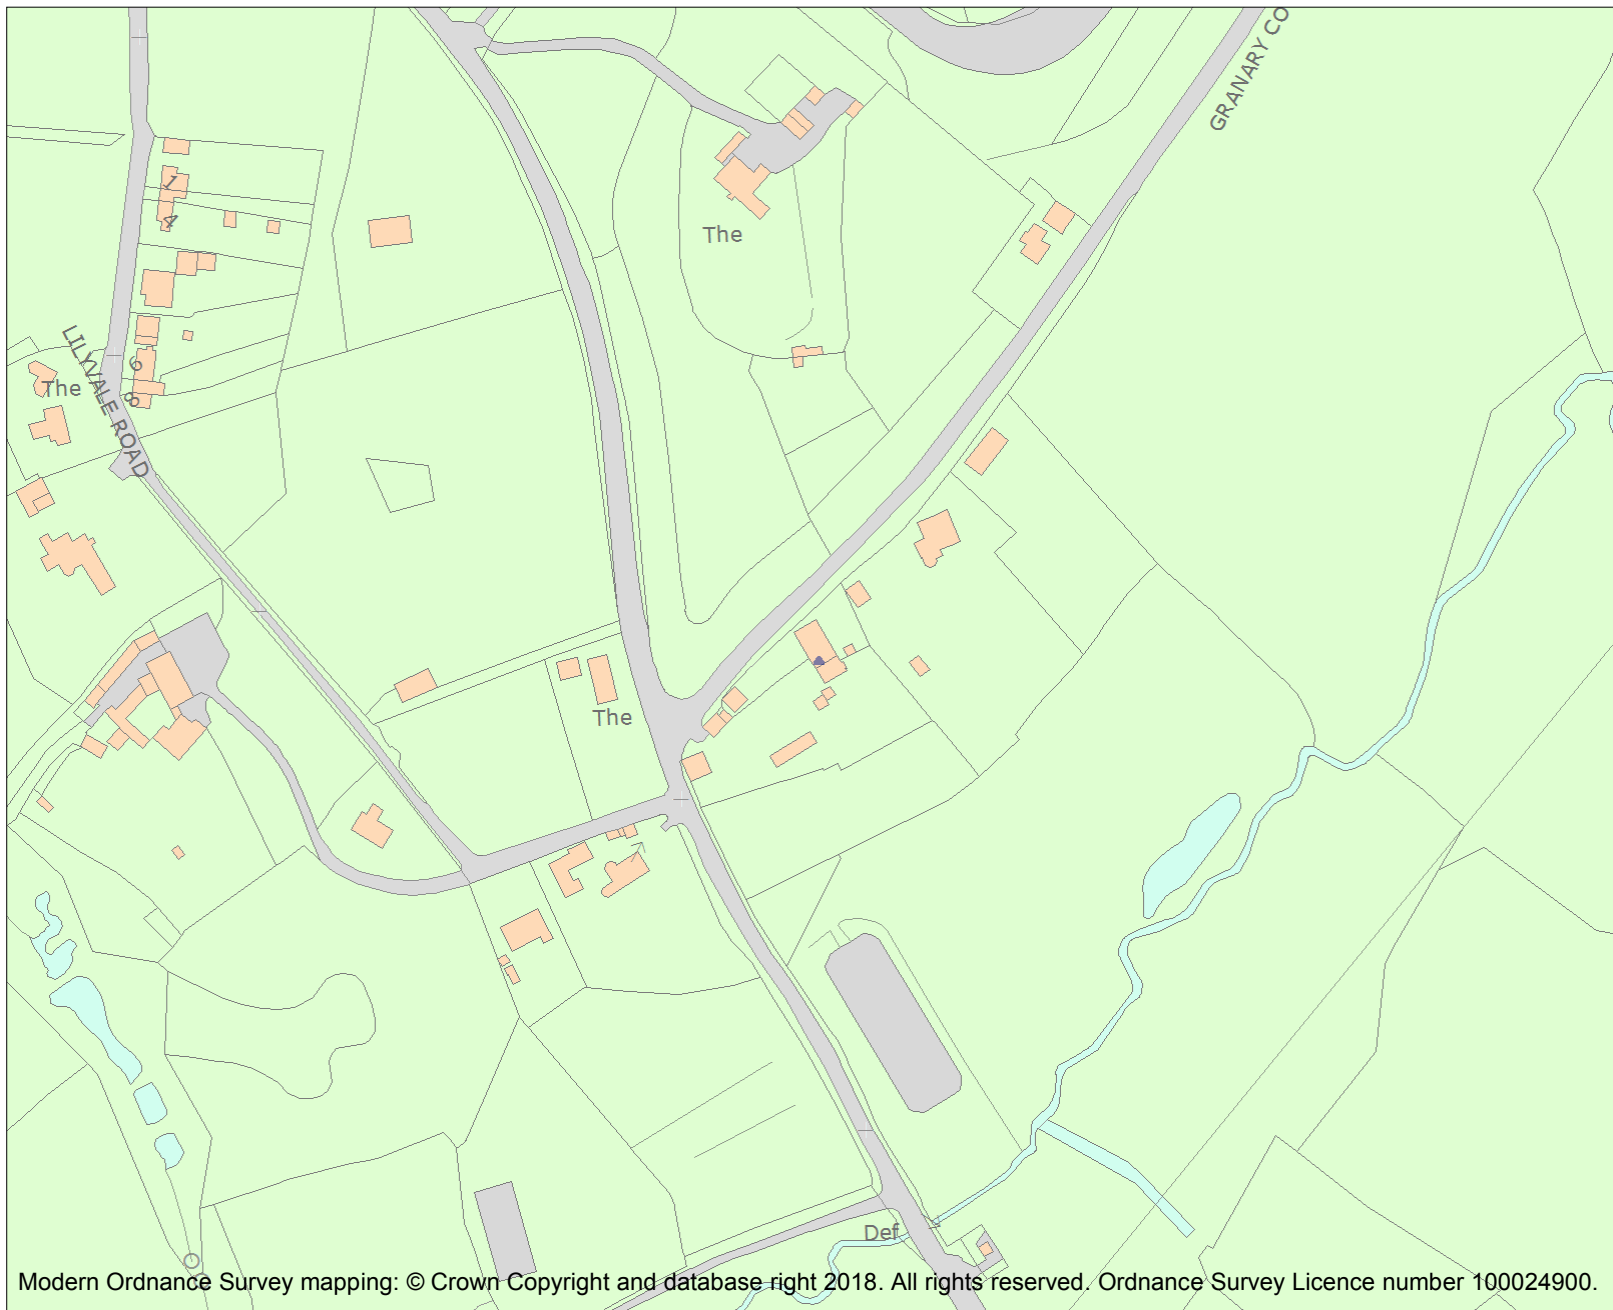 GRANARY CO
1
4
The
LILYVALE ROAD
6
The
8
The
Def
Modern Ordnance Survey mapping: © Crown Copyright and database right 2018. All rights reserved. Ordnance Survey Licence number 100024900.